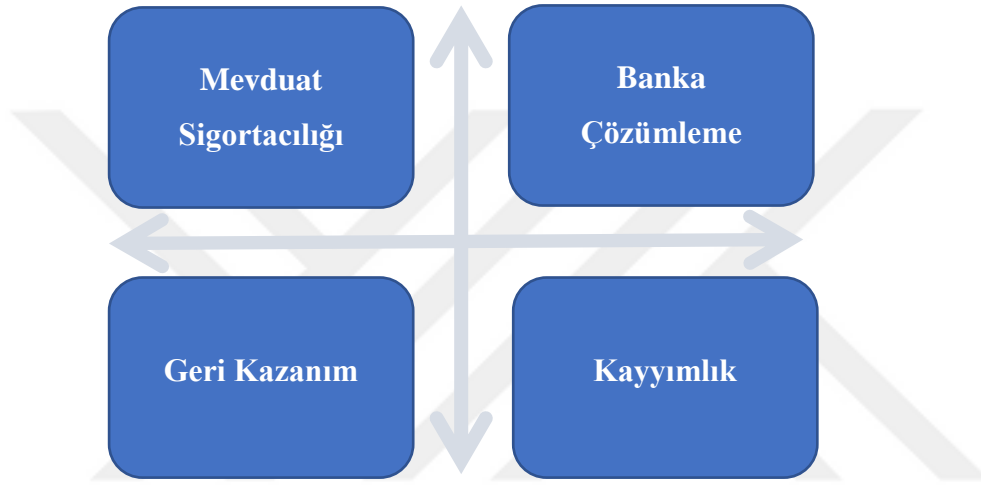 Mevduat
Sigortacılığı
Banka
Çözümleme
Geri Kazanım
Kayyımlık